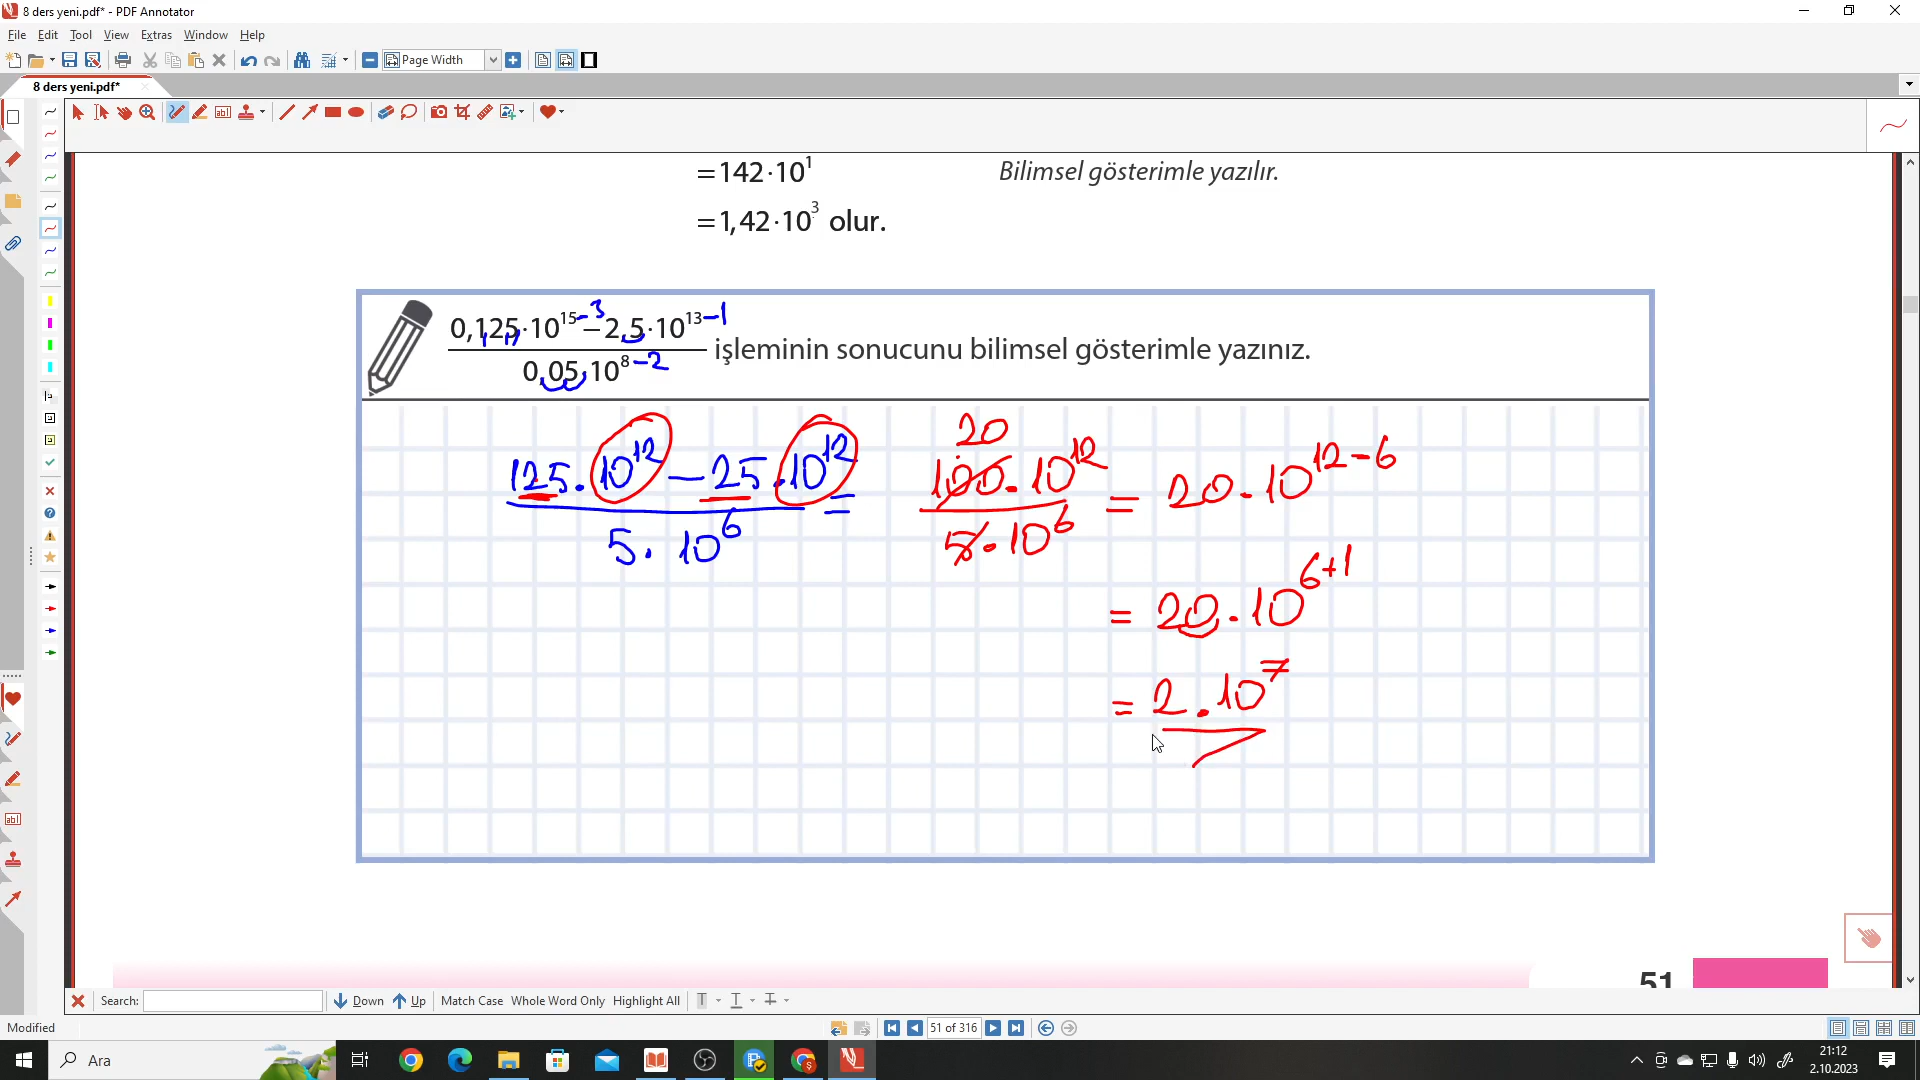 8 ders yeni.pdf* - PDF Annotator
File Edit Tool View Extras Window Help
Page Width
8 ders yeni.pdf*
= 142 · 10¹ Bilimsel gösterimle yazılır.
= 1,42 · 10³ olur.
0,125 · 10¹⁵ - 2,5 · 10¹³ -3 -1
0,05 · 10⁸ -2
işleminin sonucunu bilimsel gösterimle yazınız.
125 . 10¹² - 25 . 10¹² =
5 . 10⁶
20
100 . 10¹²
5 . 10⁶
= 20 . 10¹²⁻⁶
= 20 . 10⁶⁺¹
= 2 . 10⁷
51
Search: Down Up Match Case Whole Word Only Highlight All
Modified
51 of 316
Ara
21:12
2.10.2023